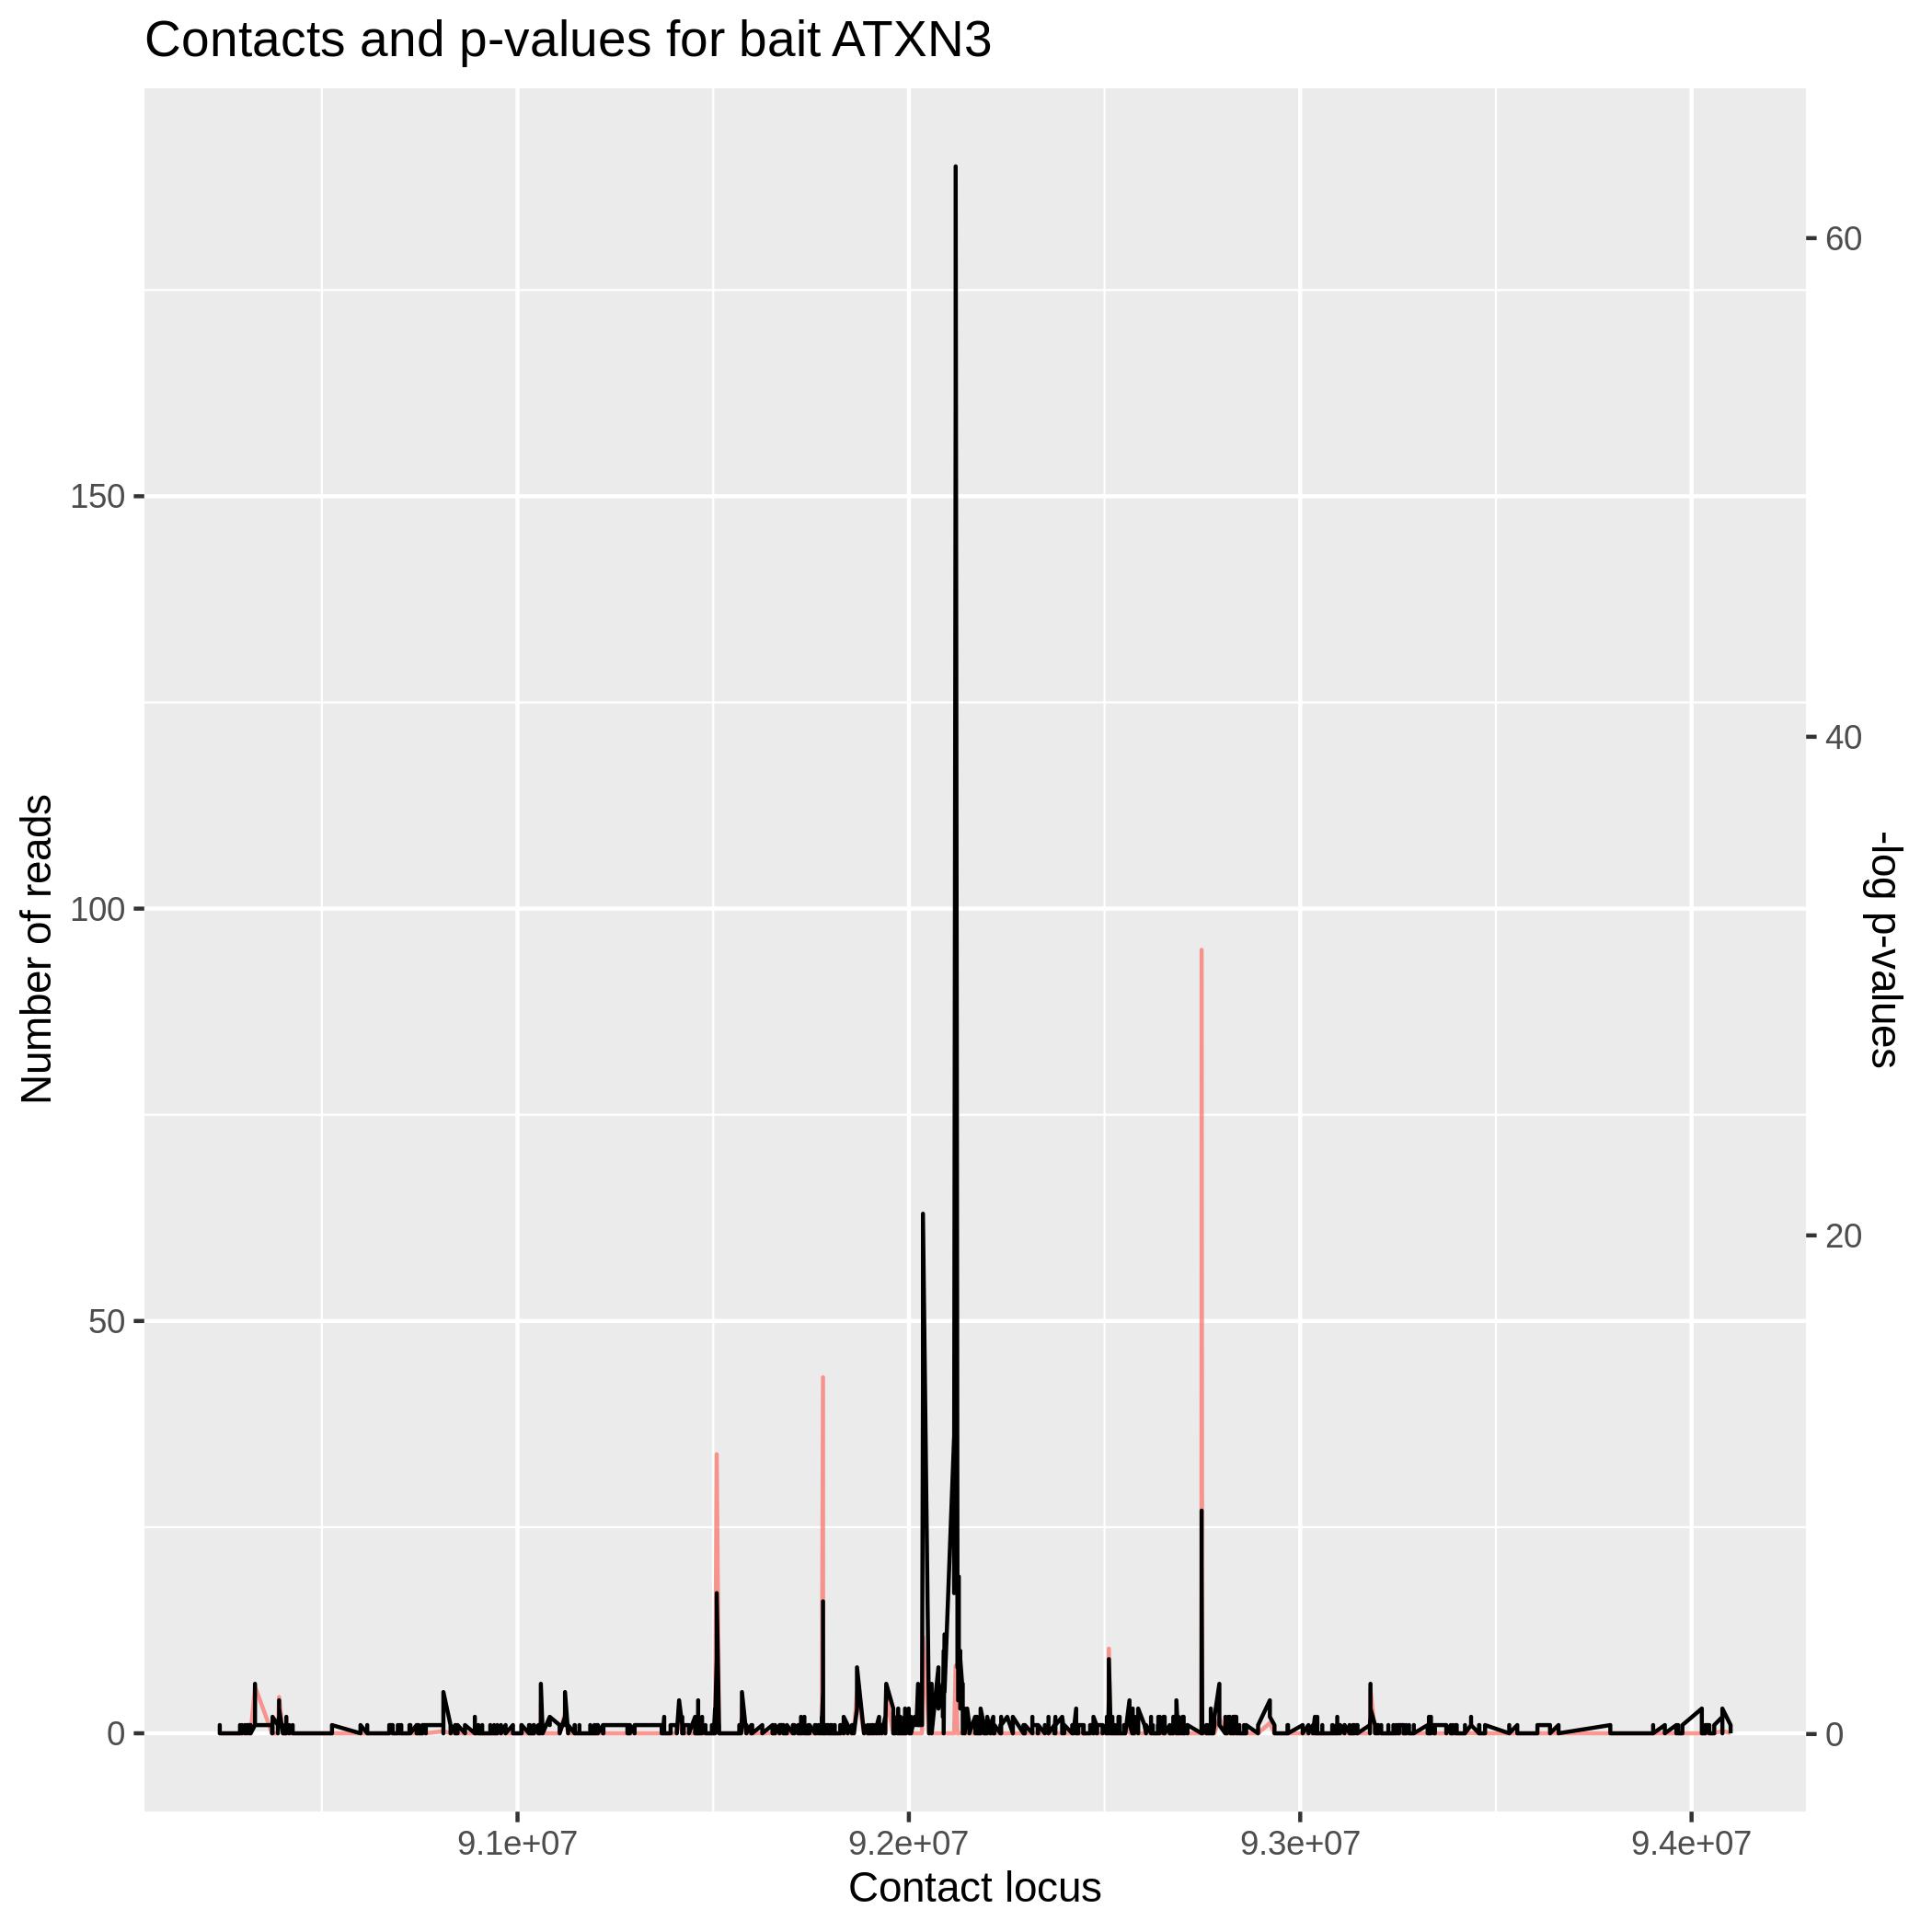 Contacts and p-values for bait ATXN3
Number of reads
150
100
50
0
60
40
20
0
-log p-values
9.1e+07
9.2e+07
9.3e+07
9.4e+07
Contact locus